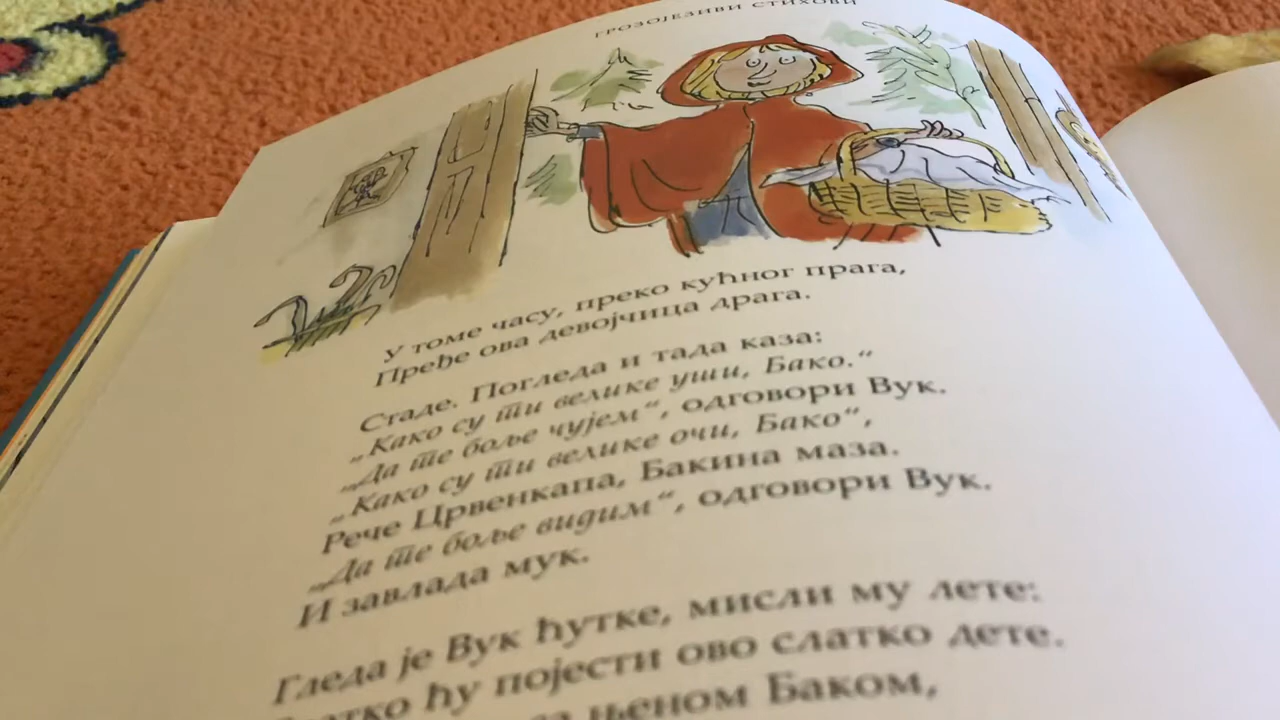 ГРОЗОЈЕЗИВИ СТИХОВИ
У томе часу, преко кућног прага,
Пређе ова девојчица драга.
Стаде. Погледа и тада каза:
„Како су ти велике уши, Бако.“
„Да те боље чујем“, одговори Вук.
„Како су ти велике очи, Бако“,
Рече Црвенкапа, Бакина маза.
„Да те боље видим“, одговори Вук.
И завлада мук.
Гледа је Вук ћутке, мисли му лете:
ћу појести ово слатко дете.
њеном Баком,